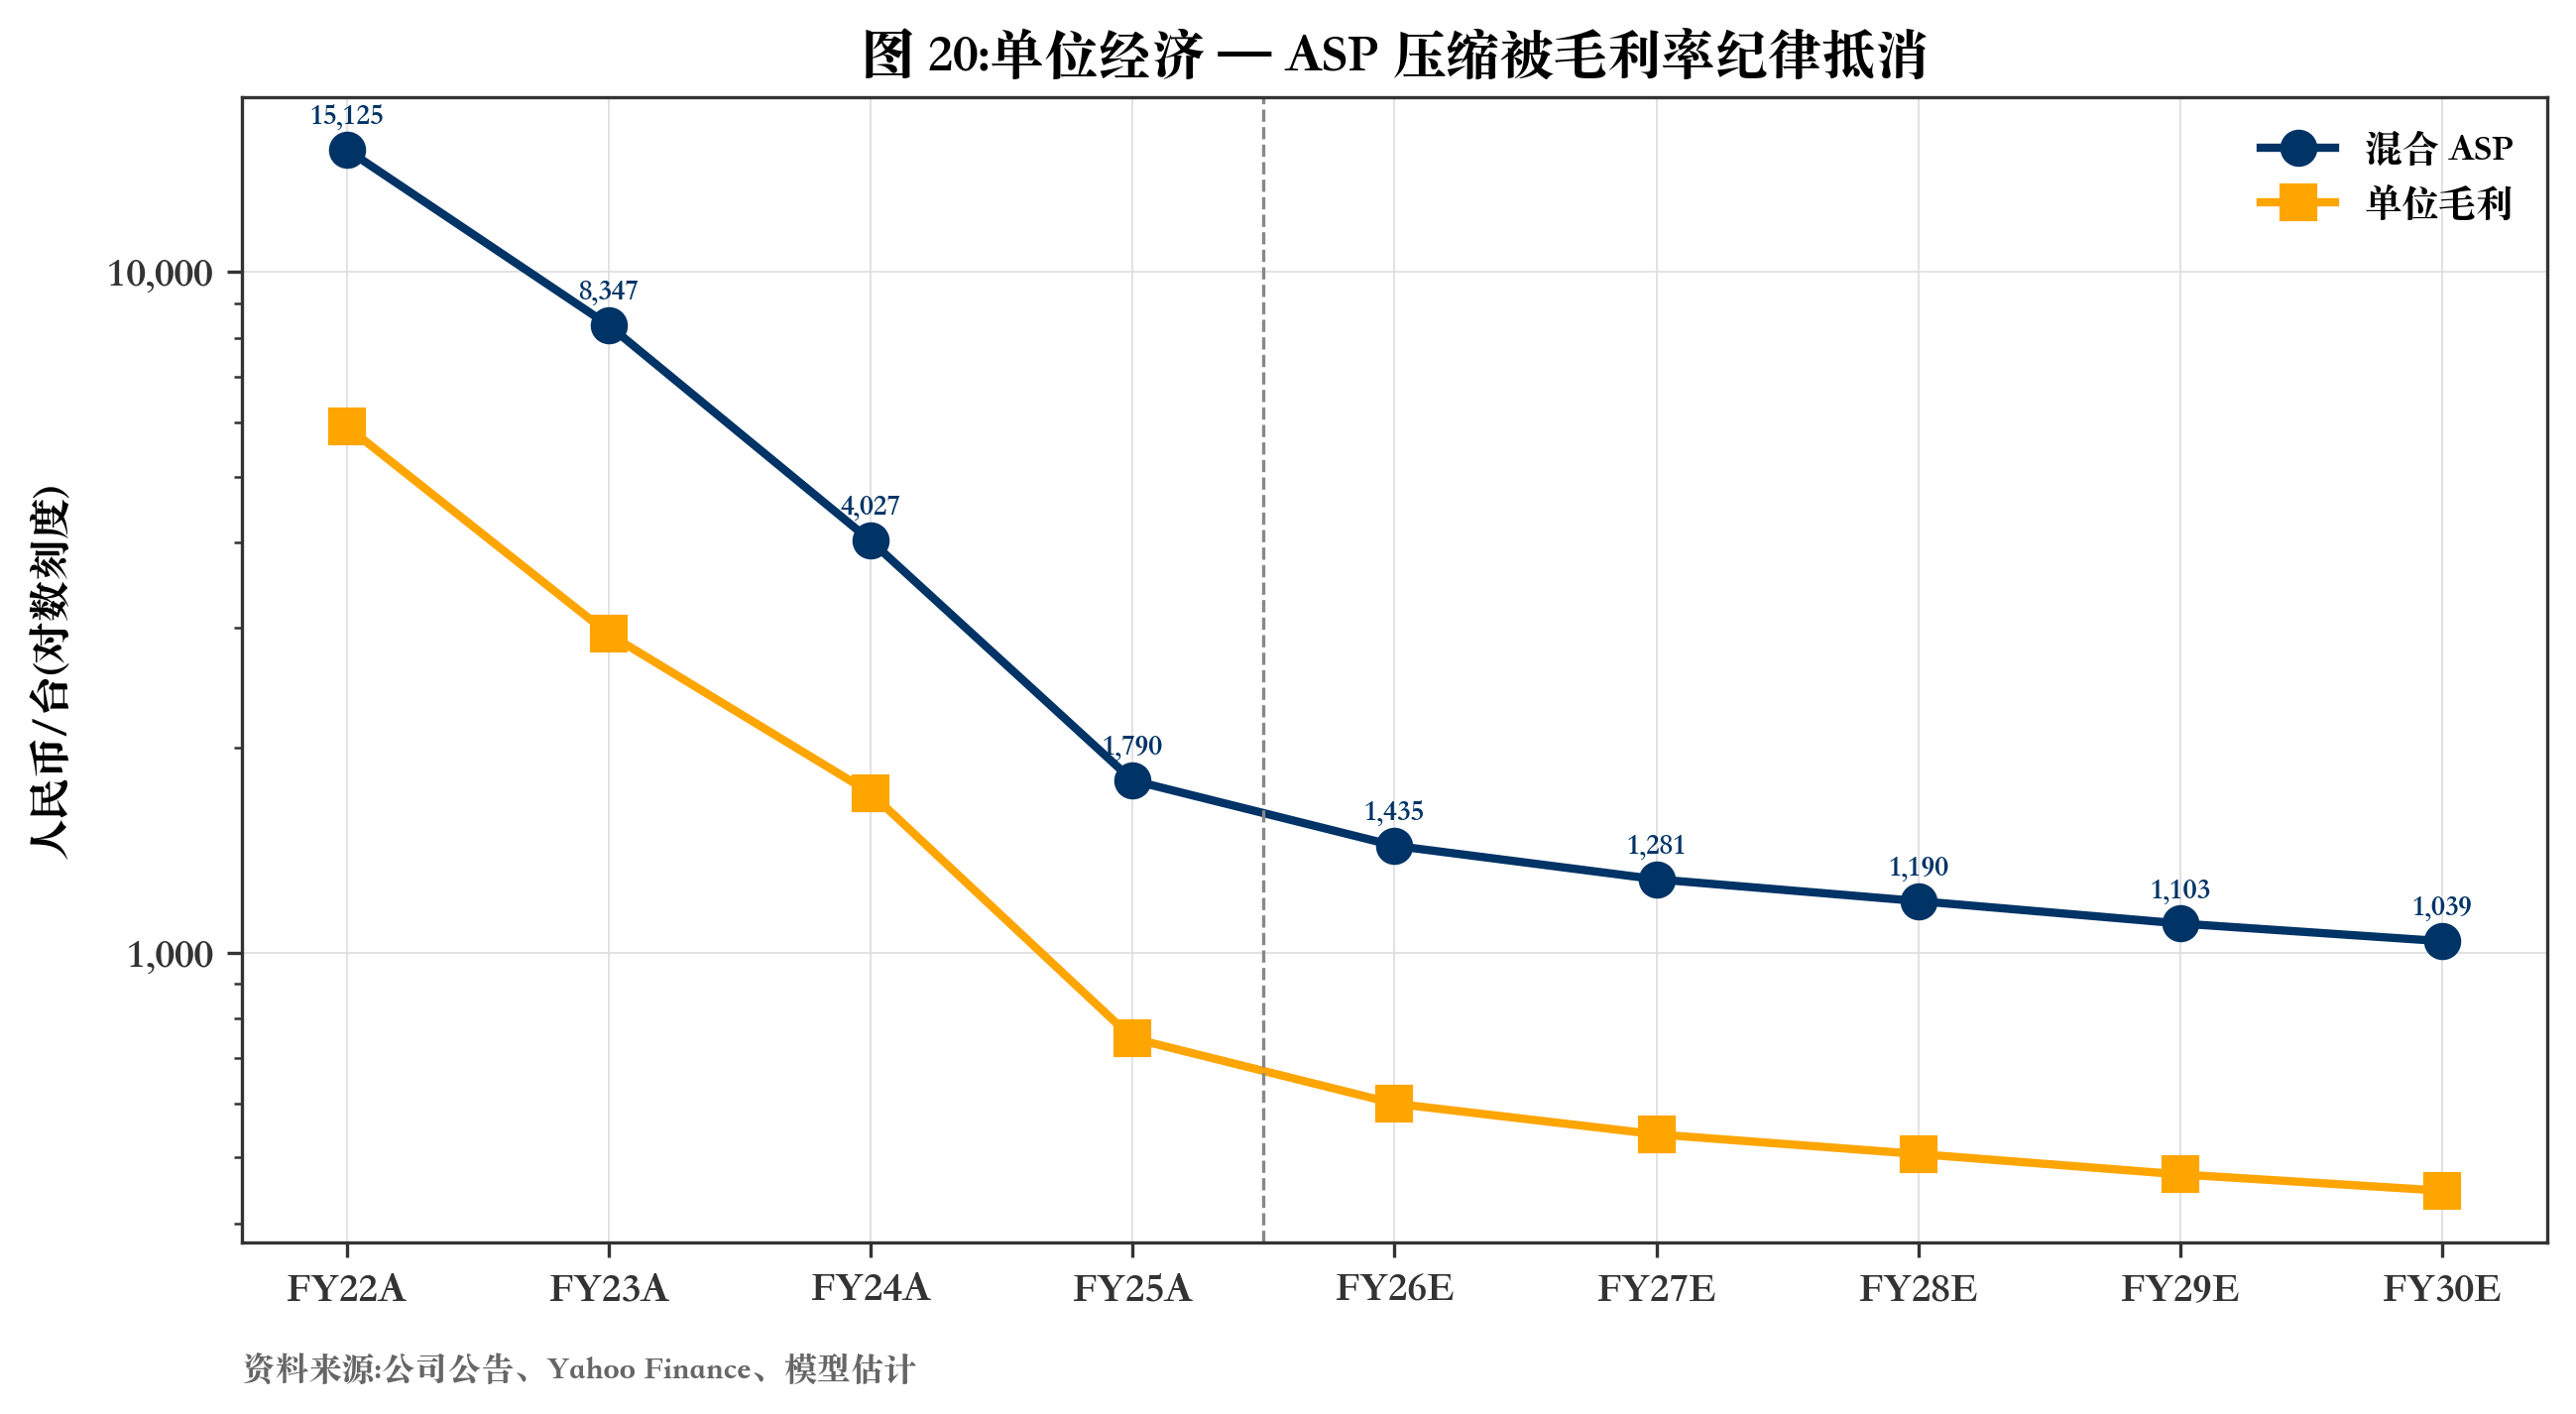 图 20:单位经济 — ASP 压缩被毛利率纪律抵消
混合 ASP
单位毛利
人民币/台(对数刻度)
10,000
1,000
15,125
8,347
4,027
1,790
1,435
1,281
1,190
1,103
1,039
FY22A
FY23A
FY24A
FY25A
FY26E
FY27E
FY28E
FY29E
FY30E
资料来源:公司公告、Yahoo Finance、模型估计